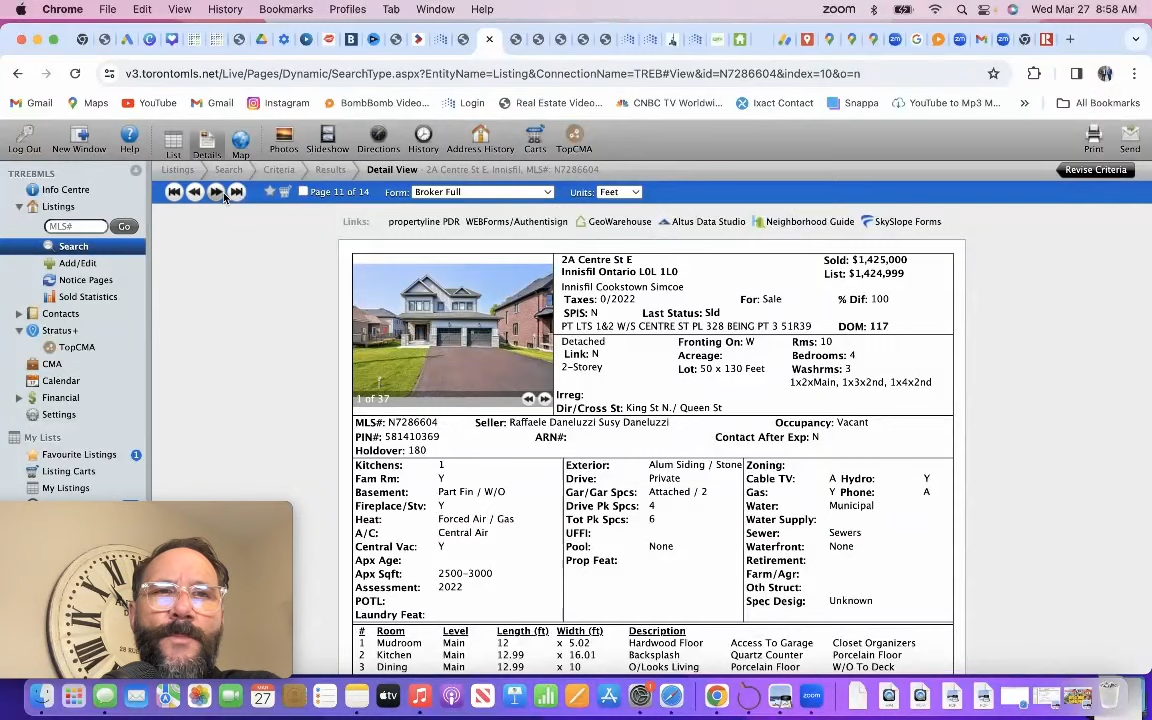 Chrome File Edit View History Bookmarks Profiles Tab Window Help zoom Wed Mar 27 8:58 AM
v3.torontomls.net/Live/Pages/Dynamic/SearchType.aspx?EntityName=Listing&ConnectionName=TREB#View&id=N7286604&index=10&o=n
Gmail Maps YouTube Gmail Instagram BombBomb Video... Login Real Estate Video... CNBC TV Worldwi... Ixact Contact Snappa YouTube to Mp3 M... » All Bookmarks
Log Out New Window Help List Details Map Photos Slideshow Directions History Address History Carts TopCMA Print Send
TRREBMLS Listings Search Criteria Results Detail View - 2A Centre St E, Innisfil, MLS#: N7286604 Revise Criteria
Info Centre Page 11 of 14 Form: Broker Full Units: Feet
Listings
MLS# Go
Links: propertyline PDR WEBForms/Authentisign GeoWarehouse Altus Data Studio Neighborhood Guide SkySlope Forms
Search
Add/Edit
Notice Pages
Sold Statistics
Contacts
Stratus+
TopCMA
CMA
Calendar
Financial
Settings
My Lists
Favourite Listings 1
Listing Carts
My Listings
2A Centre St E Sold: $1,425,000
Innisfil Ontario L0L 1L0 List: $1,424,999
Innisfil Cookstown Simcoe
Taxes: 0/2022 For: Sale % Dif: 100
SPIS: N Last Status: Sld
PT LTS 1&2 W/S CENTRE ST PL 328 BEING PT 3 51R39 DOM: 117
Detached Fronting On: W Rms: 10
Link: N Acreage: Bedrooms: 4
2-Storey Lot: 50 x 130 Feet Washrms: 3
1x2xMain, 1x3x2nd, 1x4x2nd
Irreg:
1 of 37
Dir/Cross St: King St N./ Queen St
MLS#: N7286604 Seller: Raffaele Daneluzzi Susy Daneluzzi Occupancy: Vacant
PIN#: 581410369 ARN#: Contact After Exp: N
Holdover: 180
Kitchens: 1 Exterior: Alum Siding / Stone Zoning:
Fam Rm: Y Drive: Private Cable TV: A Hydro: Y
Basement: Part Fin / W/O Gar/Gar Spcs: Attached / 2 Gas: Y Phone: A
Fireplace/Stv: Y Drive Pk Spcs: 4 Water: Municipal
Heat: Forced Air / Gas Tot Pk Spcs: 6 Water Supply:
A/C: Central Air UFFI: Sewer: Sewers
Central Vac: Y Pool: None Waterfront: None
Apx Age: Prop Feat: Retirement:
Apx Sqft: 2500-3000 Farm/Agr:
Assessment: 2022 Oth Struct:
POTL: Spec Desig: Unknown
Laundry Feat:
# Room Level Length (ft) Width (ft) Description
1 Mudroom Main 12 x 5.02 Hardwood Floor Access To Garage Closet Organizers
2 Kitchen Main 12.99 x 16.01 Backsplash Quartz Counter Porcelain Floor
3 Dining Main 12.99 x 10 O/Looks Living Porcelain Floor W/O To Deck